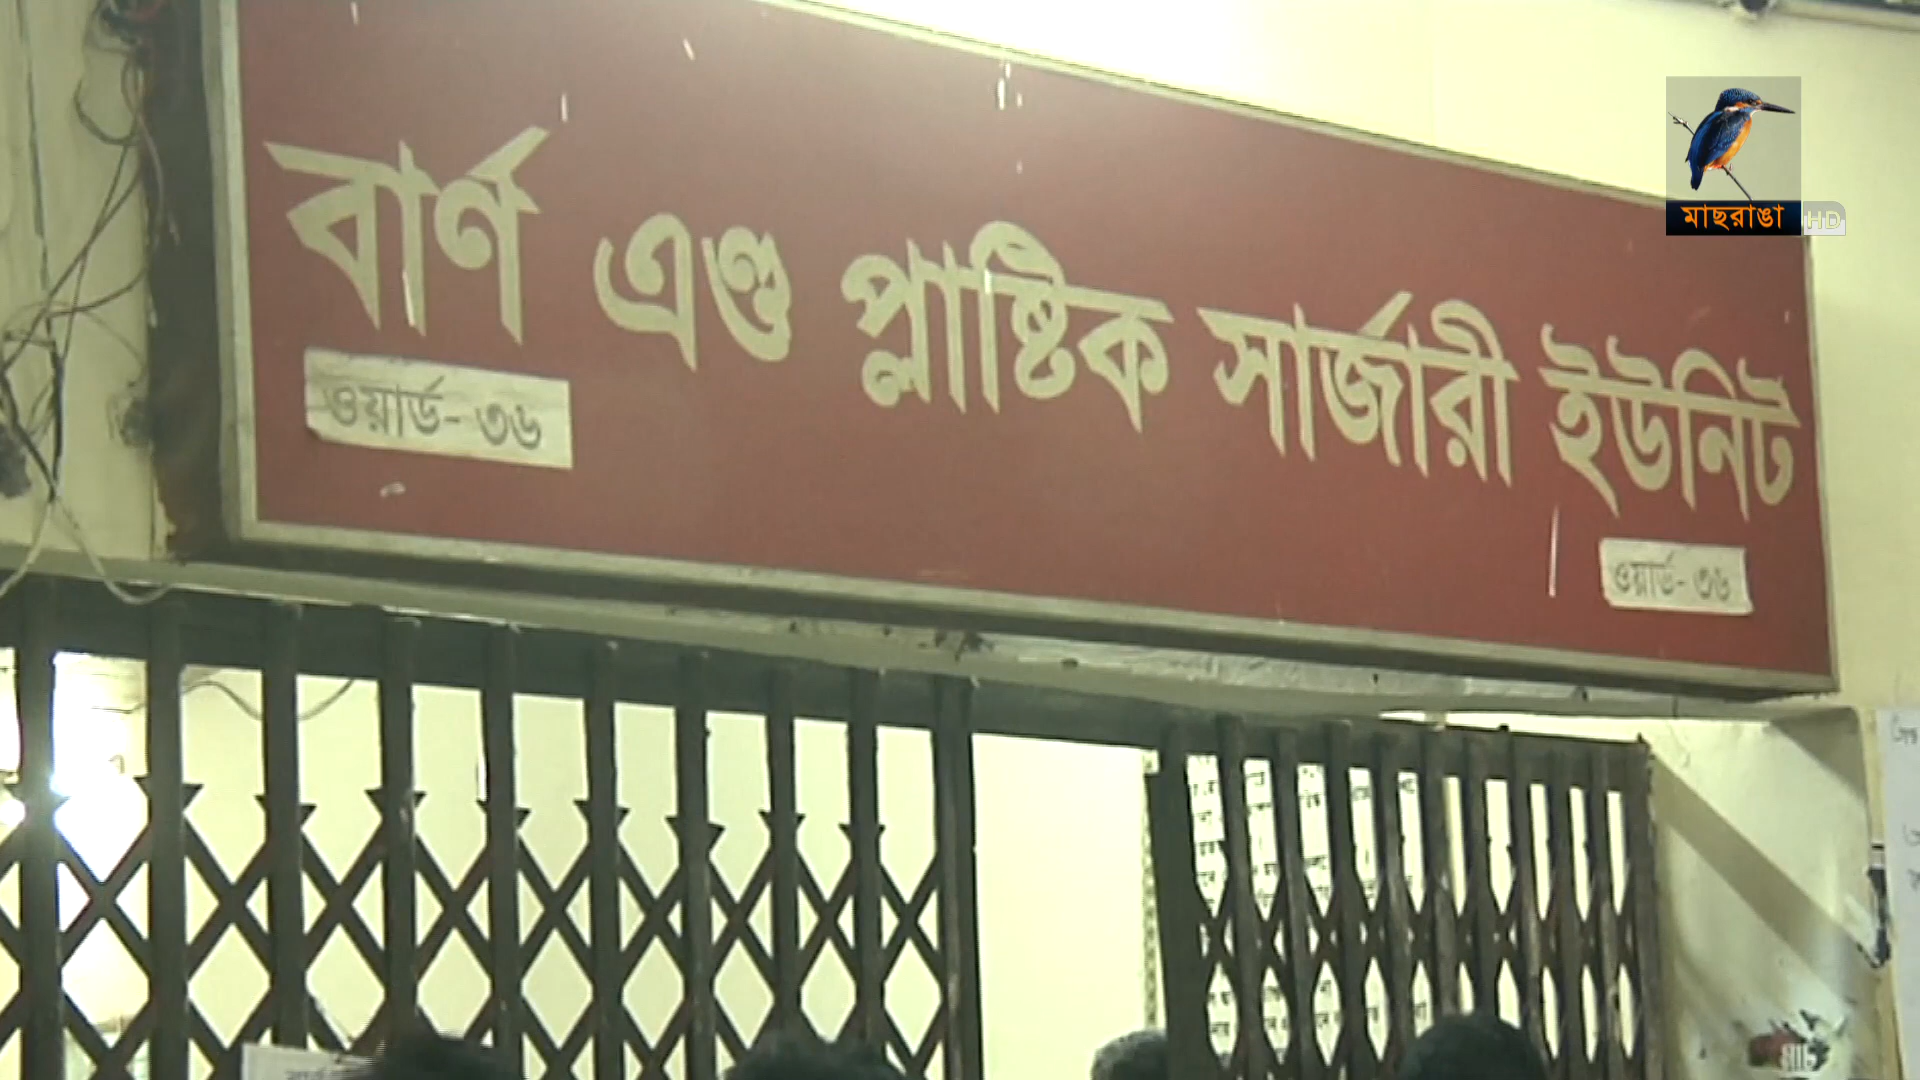 বার্ণ এণ্ড প্লাষ্টিক সার্জারী ইউনিট
ওয়ার্ড- ৩৬
ওয়ার্ড- ৩৬
মাছরাঙা HD